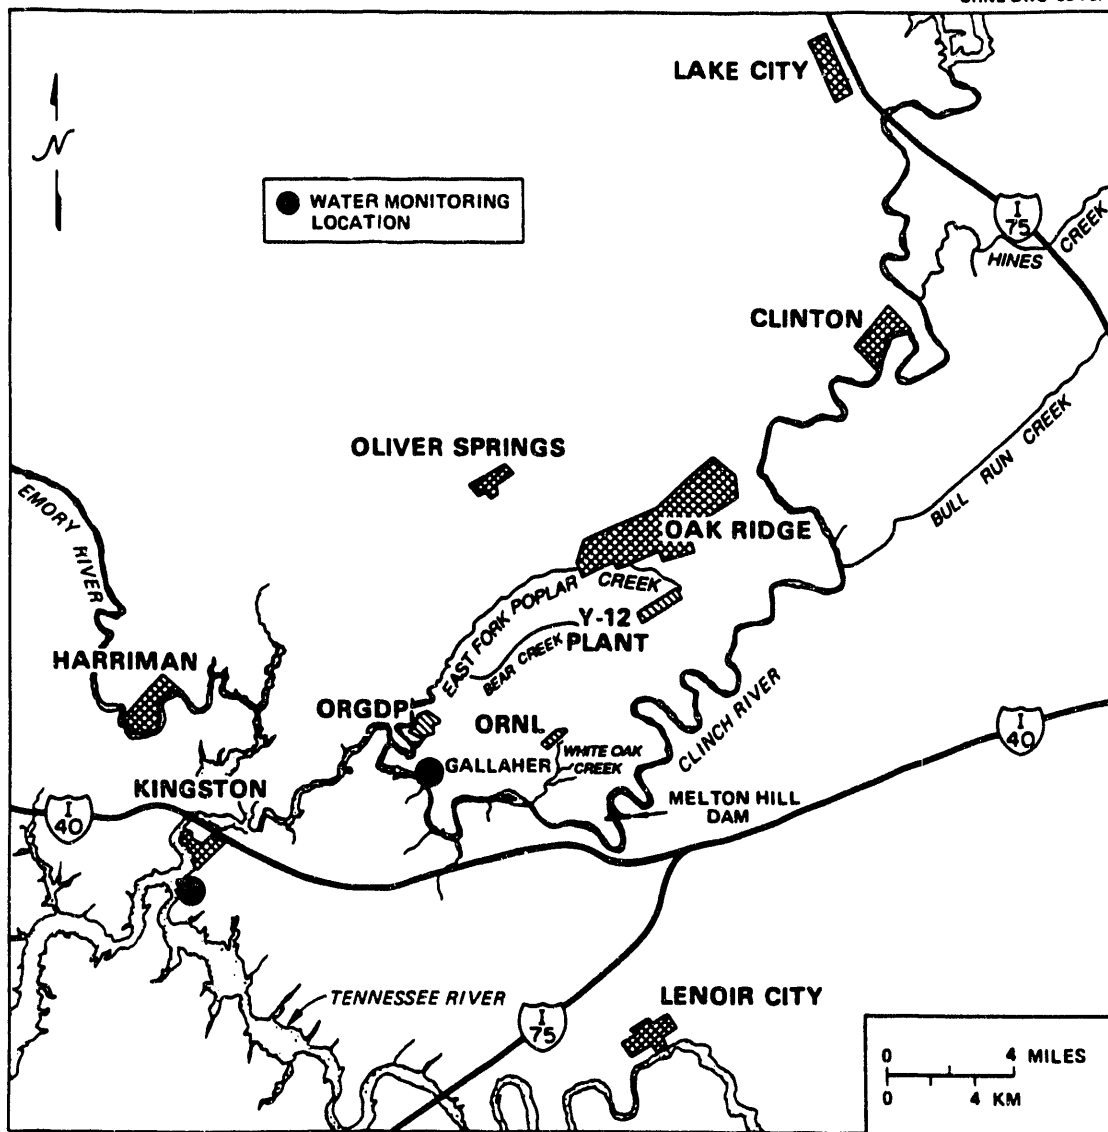 LAKE CITY
N
WATER MONITORING
LOCATION
I
75
HINES CREEK
CLINTON
BULL RUN CREEK
OLIVER SPRINGS
OAK RIDGE
EMORY RIVER
EAST FORK POPLAR CREEK
Y-12
PLANT
BEAR CREEK
HARRIMAN
ORGDP
ORNL
CLINCH RIVER
I
40
GALLAHER
WHITE OAK
CREEK
KINGSTON
MELTON HILL
DAM
I
40
TENNESSEE RIVER
LENOIR CITY
I
75
0 4 MILES
0 4 KM